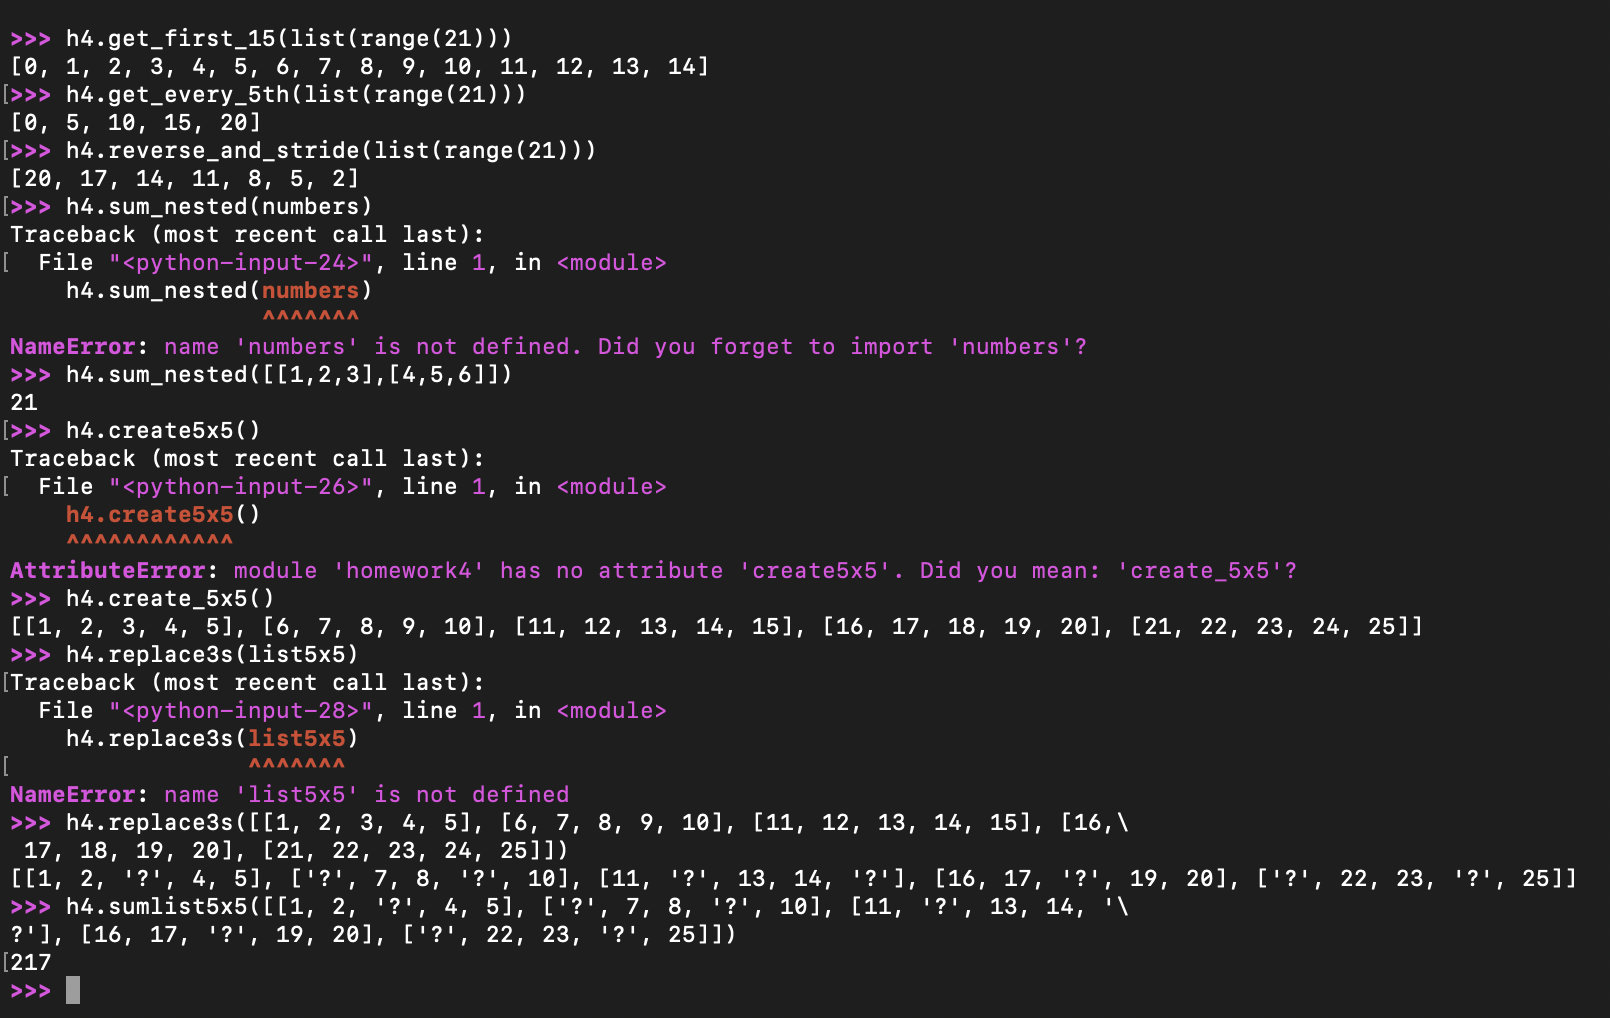 >>> h4.get_first_15(list(range(21)))
[0, 1, 2, 3, 4, 5, 6, 7, 8, 9, 10, 11, 12, 13, 14]
[>>> h4.get_every_5th(list(range(21)))
[0, 5, 10, 15, 20]
[>>> h4.reverse_and_stride(list(range(21)))
[20, 17, 14, 11, 8, 5, 2]
[>>> h4.sum_nested(numbers)
Traceback (most recent call last):
[  File "<python-input-24>", line 1, in <module>
    h4.sum_nested(numbers)
                  ^^^^^^^
NameError: name 'numbers' is not defined. Did you forget to import 'numbers'?
>>> h4.sum_nested([[1,2,3],[4,5,6]])
21
[>>> h4.create5x5()
Traceback (most recent call last):
[  File "<python-input-26>", line 1, in <module>
    h4.create5x5()
    ^^^^^^^^^^^^
AttributeError: module 'homework4' has no attribute 'create5x5'. Did you mean: 'create_5x5'?
>>> h4.create_5x5()
[[1, 2, 3, 4, 5], [6, 7, 8, 9, 10], [11, 12, 13, 14, 15], [16, 17, 18, 19, 20], [21, 22, 23, 24, 25]]
>>> h4.replace3s(list5x5)
[Traceback (most recent call last):
  File "<python-input-28>", line 1, in <module>
    h4.replace3s(list5x5)
[                 ^^^^^^^
NameError: name 'list5x5' is not defined
>>> h4.replace3s([[1, 2, 3, 4, 5], [6, 7, 8, 9, 10], [11, 12, 13, 14, 15], [16,\
 17, 18, 19, 20], [21, 22, 23, 24, 25]])
[[1, 2, '?', 4, 5], ['?', 7, 8, '?', 10], [11, '?', 13, 14, '?'], [16, 17, '?', 19, 20], ['?', 22, 23, '?', 25]]
>>> h4.sumlist5x5([[1, 2, '?', 4, 5], ['?', 7, 8, '?', 10], [11, '?', 13, 14, '\
?'], [16, 17, '?', 19, 20], ['?', 22, 23, '?', 25]])
[217
>>>